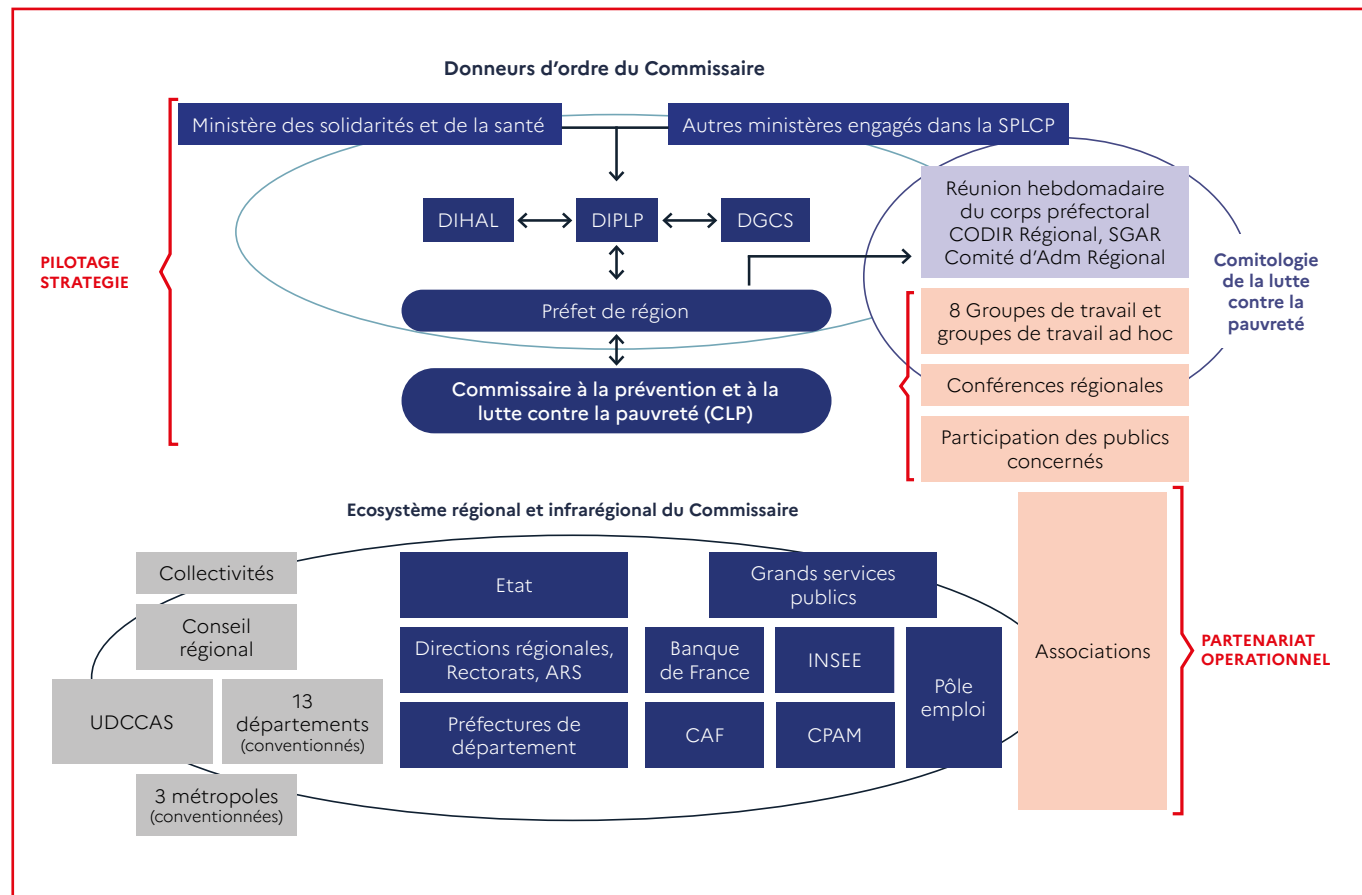 Donneurs d'ordre du Commissaire
Ministère des solidarités et de la santé
Autres ministères engagés dans la SPLCP
DIHAL
DIPLP
DGCS
Réunion hebdomadaire
du corps préfectoral
CODIR Régional, SGAR
Comité d'Adm Régional
PILOTAGE
STRATEGIE
Comitologie
de la lutte
contre la
pauvreté
Préfet de région
8 Groupes de travail et
groupes de travail ad hoc
Commissaire à la prévention et à la
lutte contre la pauvreté (CLP)
Conférences régionales
Participation des publics
concernés
Ecosystème régional et infrarégional du Commissaire
Collectivités
Etat
Grands services
publics
Conseil
régional
Directions régionales,
Rectorats, ARS
Banque
de France
INSEE
Associations
PARTENARIAT
OPERATIONNEL
UDCCAS
13
départements
(conventionnés)
Préfectures de
département
CAF
CPAM
Pôle
emploi
3 métropoles
(conventionnées)